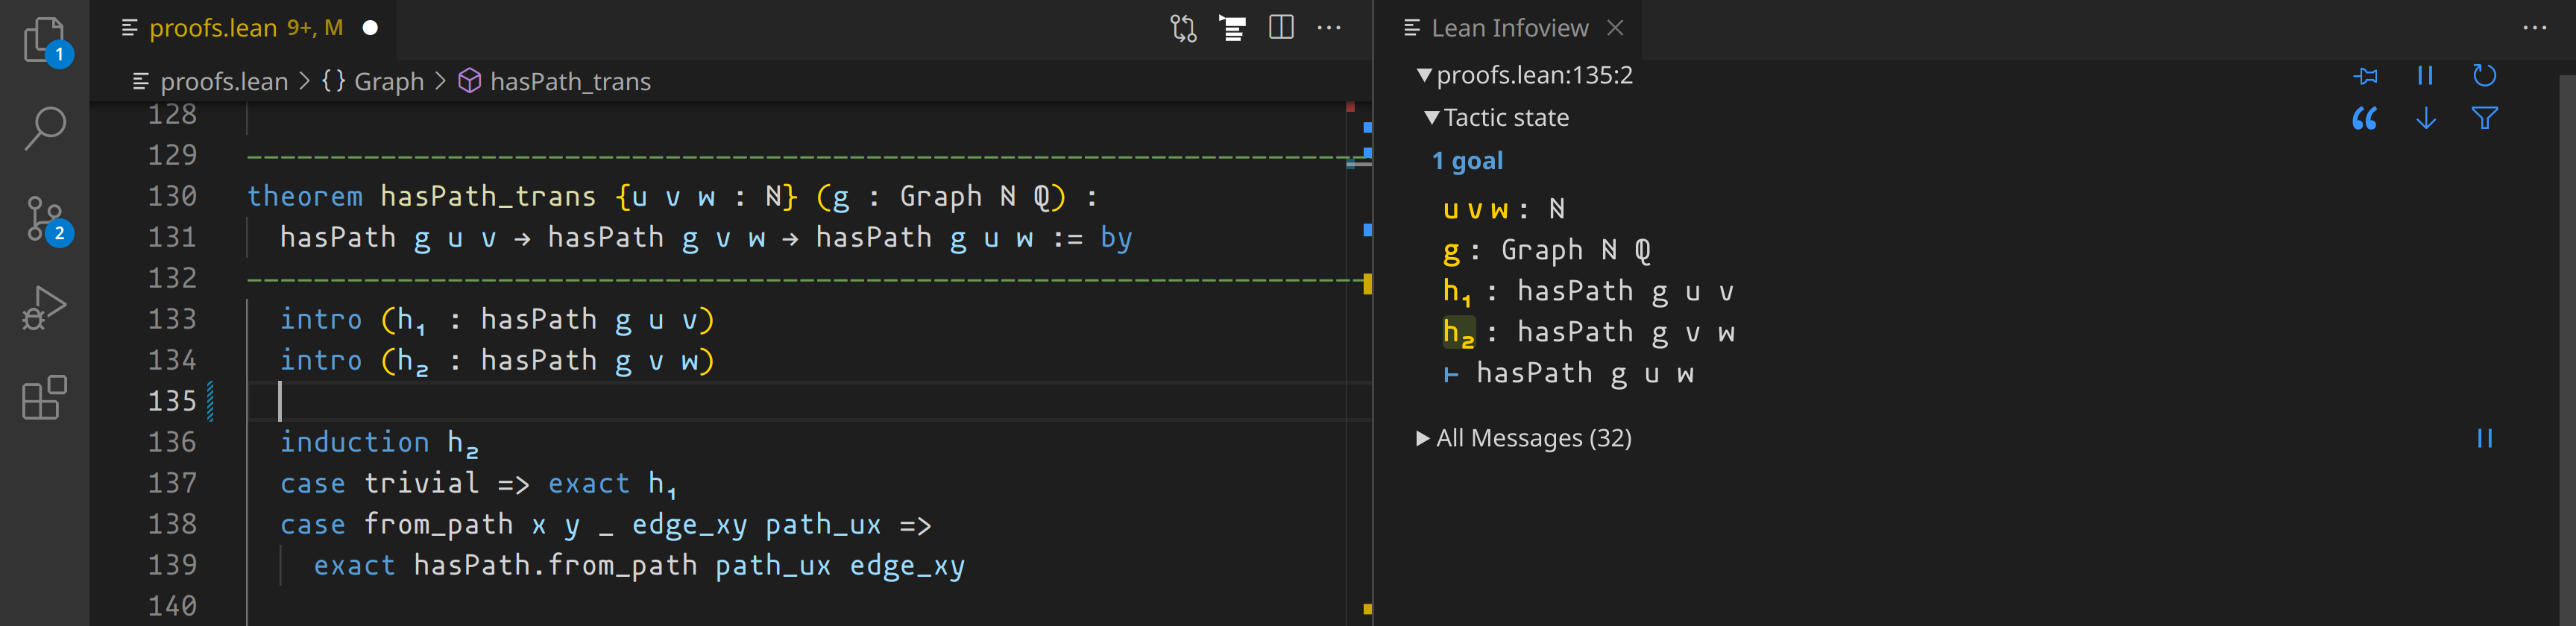 proofs.lean 9+, M
Lean Infoview
1
proofs.lean > {} Graph > hasPath_trans
128
129 ----------------------------------------------------------------------
130 theorem hasPath_trans {u v w : ℕ} (g : Graph ℕ ℚ) :
131 hasPath g u v → hasPath g v w → hasPath g u w := by
132 ----------------------------------------------------------------------
133 intro (h₁ : hasPath g u v)
134 intro (h₂ : hasPath g v w)
135
136 induction h₂
137 case trivial => exact h₁
138 case from_path x y _ edge_xy path_ux =>
139 exact hasPath.from_path path_ux edge_xy
140
2
proofs.lean:135:2
Tactic state
1 goal
u v w : ℕ
g : Graph ℕ ℚ
h₁ : hasPath g u v
h₂ : hasPath g v w
⊢ hasPath g u w
All Messages (32)